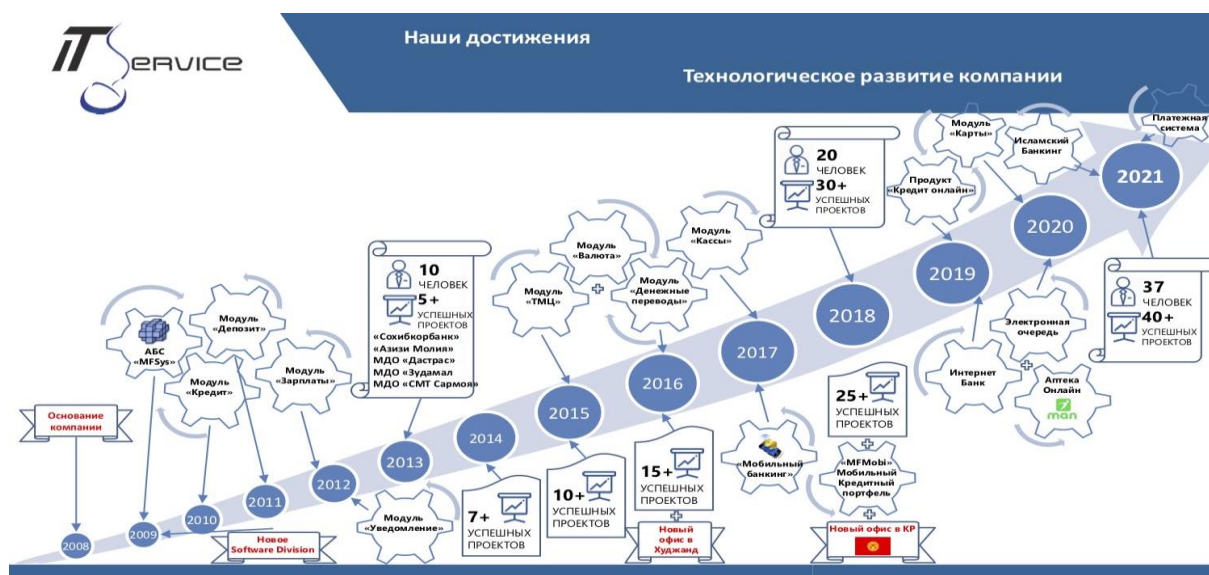 iT Service
Наши достижения
Технологическое развитие компании
Основание
компании
2008
АБС
«MFSys»
2009
Новое
Software Division
Модуль
«Кредит»
2010
Модуль
«Депозит»
2011
Модуль
«Зарплаты»
2012
Модуль
«Уведомление»
10
ЧЕЛОВЕК
5+
УСПЕШНЫХ
ПРОЕКТОВ
«Сохибкорбанк»
«Азизи Молия»
МДО «Дастрас»
МДО «Зудамал
МДО «СМТ Сармоя»
2013
2014
7+
УСПЕШНЫХ
ПРОЕКТОВ
Модуль
«ТМЦ»
+
Модуль
«Валюта»
2015
10+
УСПЕШНЫХ
ПРОЕКТОВ
Модуль
«Денежные
переводы»
2016
15+
УСПЕШНЫХ
ПРОЕКТОВ
+
Новый
офис в
Худжанд
Модуль
«Кассы»
2017
«Мобильный
банкинг»
20
ЧЕЛОВЕК
30+
УСПЕШНЫХ
ПРОЕКТОВ
2018
25+
УСПЕШНЫХ
ПРОЕКТОВ
+
«MFMobi»
Мобильный
Кредитный
портфель
+
Новый офис в КР
Продукт
«Кредит онлайн»
2019
Интернет
Банк
Модуль
«Карты»
2020
Электронная
очередь
+
Аптека
Онлайн
man
Исламский
Банкинг
Платежная
система
2021
37
ЧЕЛОВЕК
40+
УСПЕШНЫХ
ПРОЕКТОВ